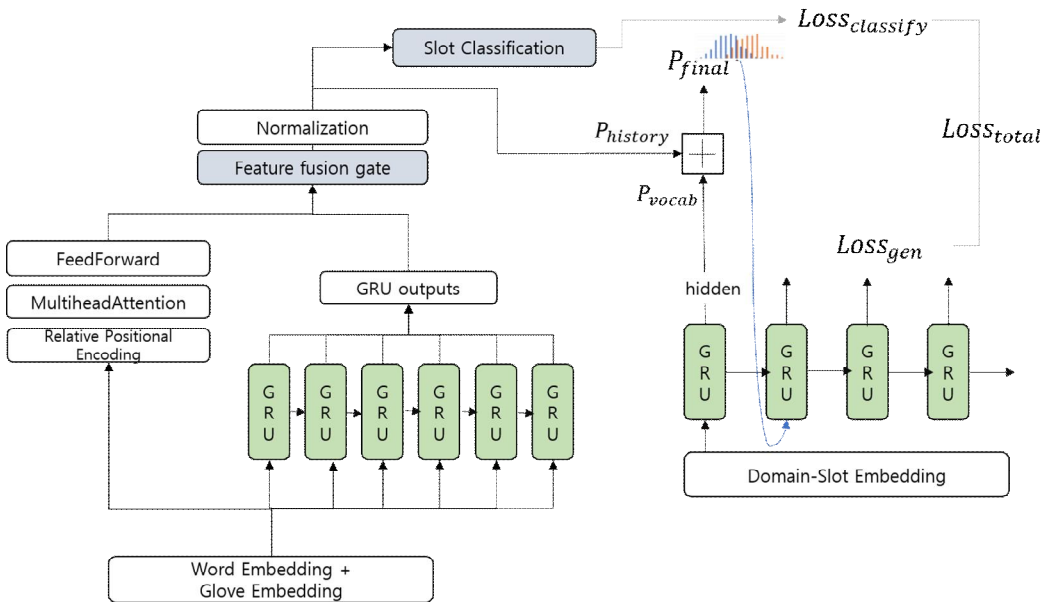 Slot Classification
Loss_classify
P_final
Normalization
P_history
Loss_total
Feature fusion gate
P_vocab
FeedForward
Loss_gen
MultiheadAttention
GRU outputs
hidden
Relative Positional
Encoding
G
R
U
G
R
U
G
R
U
G
R
U
G
R
U
G
R
U
G
R
U
G
R
U
G
R
U
G
R
U
Domain-Slot Embedding
Word Embedding +
Glove Embedding